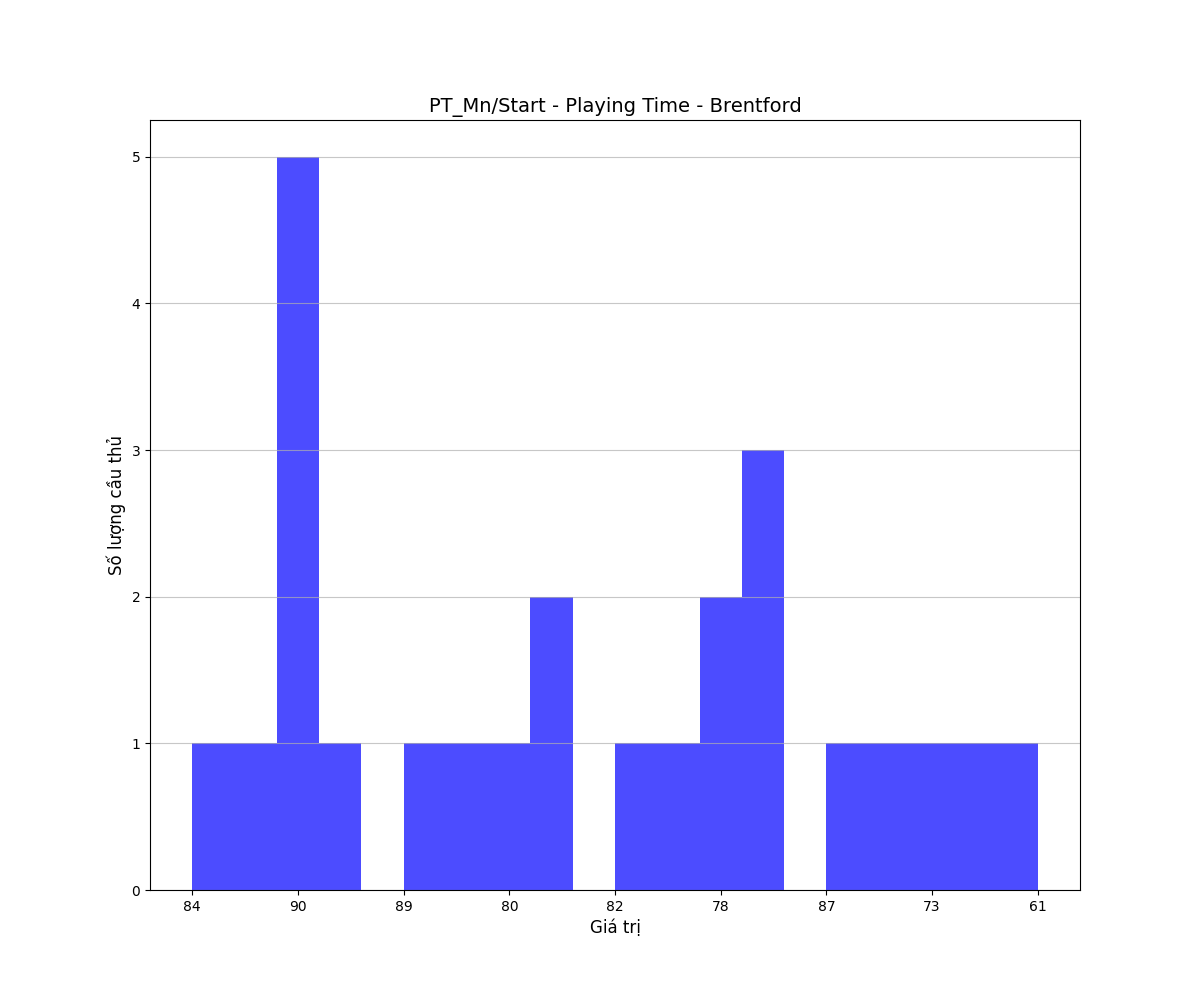 PT_Mn/Start - Playing Time - Brentford
5
4
3
2
1
0
Số lượng cầu thủ
84 90 89 80 82 78 87 73 61
Giá trị